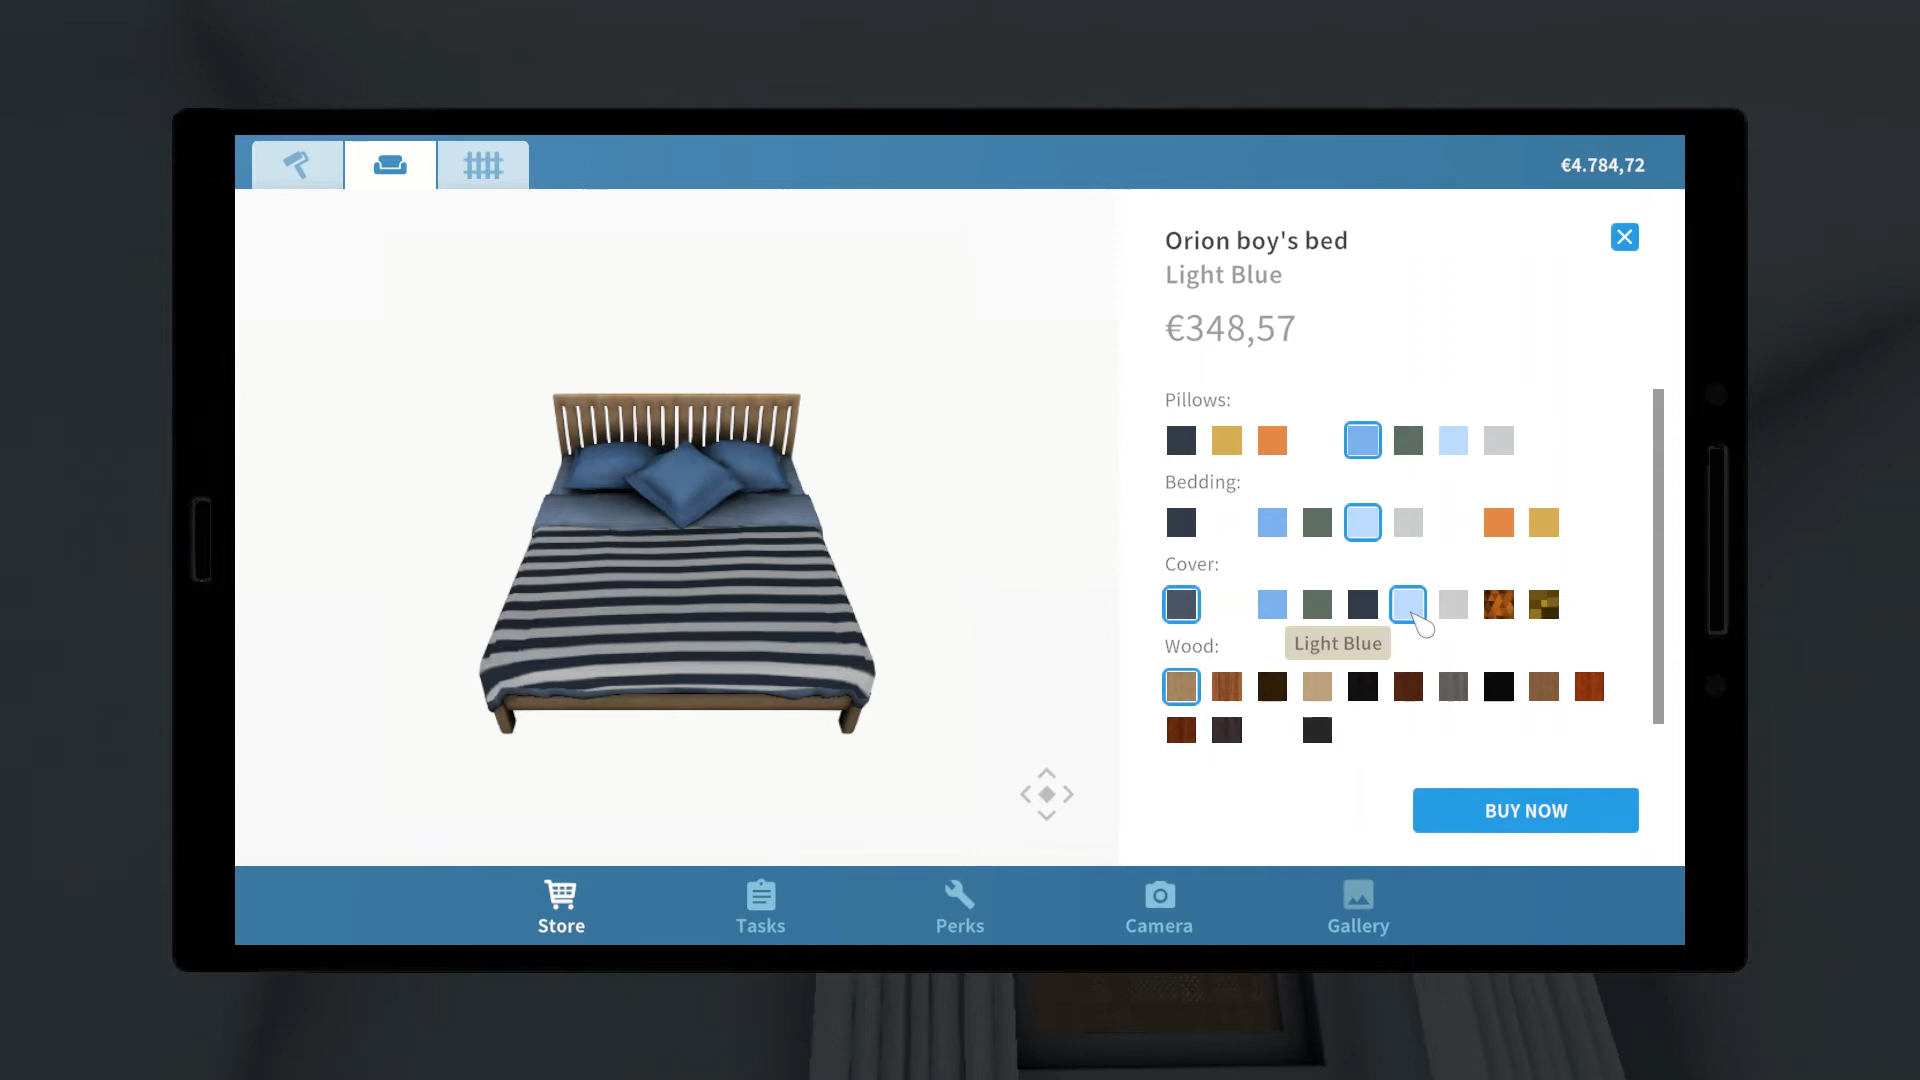 €4.784,72
Orion boy's bed
Light Blue
€348,57
Pillows:
Bedding:
Cover:
Light Blue
Wood:
BUY NOW
Store
Tasks
Perks
Camera
Gallery